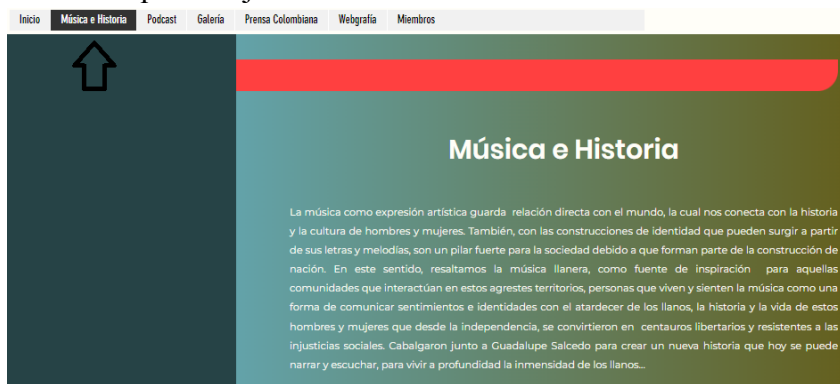 Inicio Música e Historia Podcast Galería Prensa Colombiana Webgrafía Miembros
Música e Historia
La música como expresión artística guarda relación directa con el mundo, la cual nos conecta con la historia
y la cultura de hombres y mujeres. También, con las construcciones de identidad que pueden surgir a partir
de sus letras y melodías, son un pilar fuerte para la sociedad debido a que forman parte de la construcción de
nación. En este sentido, resaltamos la música llanera, como fuente de inspiración para aquellas
comunidades que interactúan en estos agrestes territorios, personas que viven y sienten la música como una
forma de comunicar sentimientos e identidades con el atardecer de los llanos, la historia y la vida de estos
hombres y mujeres que desde la independencia, se convirtieron en centauros libertarios y resistentes a las
injusticias sociales. Cabalgaron junto a Guadalupe Salcedo para crear un nueva historia que hoy se puede
narrar y escuchar, para vivir a profundidad la inmensidad de los llanos...